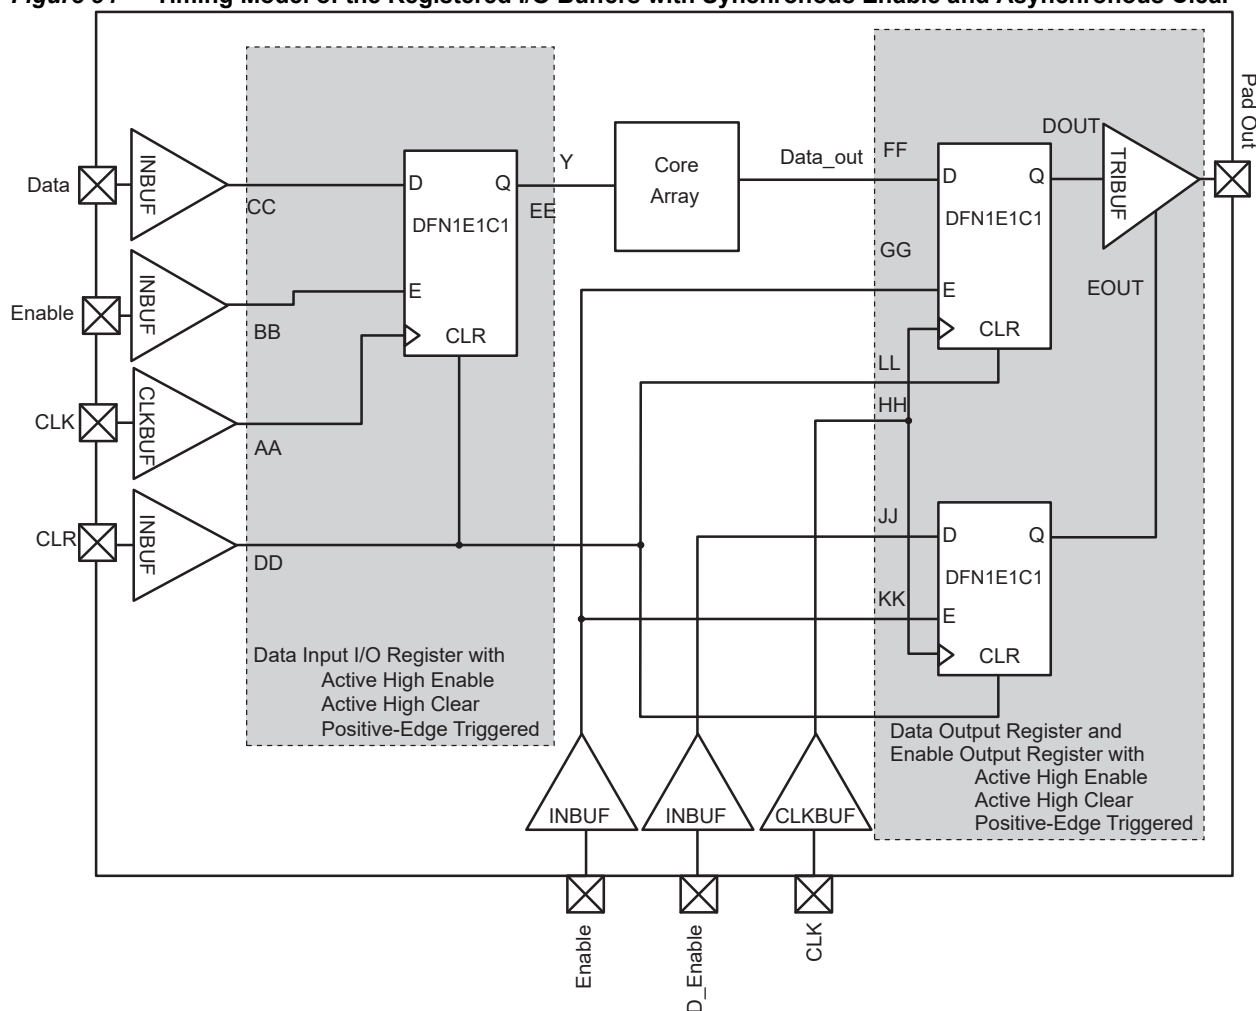 Timing Model of the Registered I/O Buffers with Synchronous Enable and Asynchronous Clear
Pad Out
Data
INBUF
CC
D
Q
DFN1E1C1
E
CLR
Y
EE
Core
Array
Data_out
FF
D
Q
DFN1E1C1
GG
E
CLR
DOUT
TRIBUF
EOUT
Enable
INBUF
BB
CLK
CLKBUF
AA
CLR
INBUF
DD
LL
HH
JJ
D
Q
DFN1E1C1
KK
E
CLR
Data Input I/O Register with
Active High Enable
Active High Clear
Positive-Edge Triggered
Data Output Register and
Enable Output Register with
Active High Enable
Active High Clear
Positive-Edge Triggered
INBUF
INBUF
CLKBUF
Enable
D_Enable
CLK